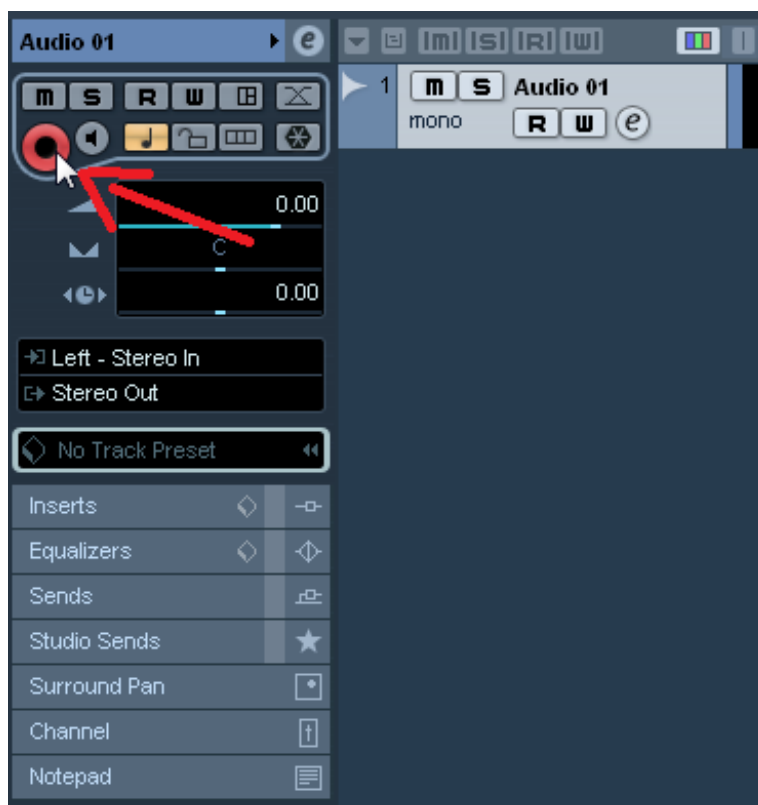 Audio 01
e
M S R W
0.00
C
0.00
Left - Stereo In
Stereo Out
No Track Preset
Inserts
Equalizers
Sends
Studio Sends
Surround Pan
Channel
Notepad
M S R W
1 M S Audio 01
mono R W e